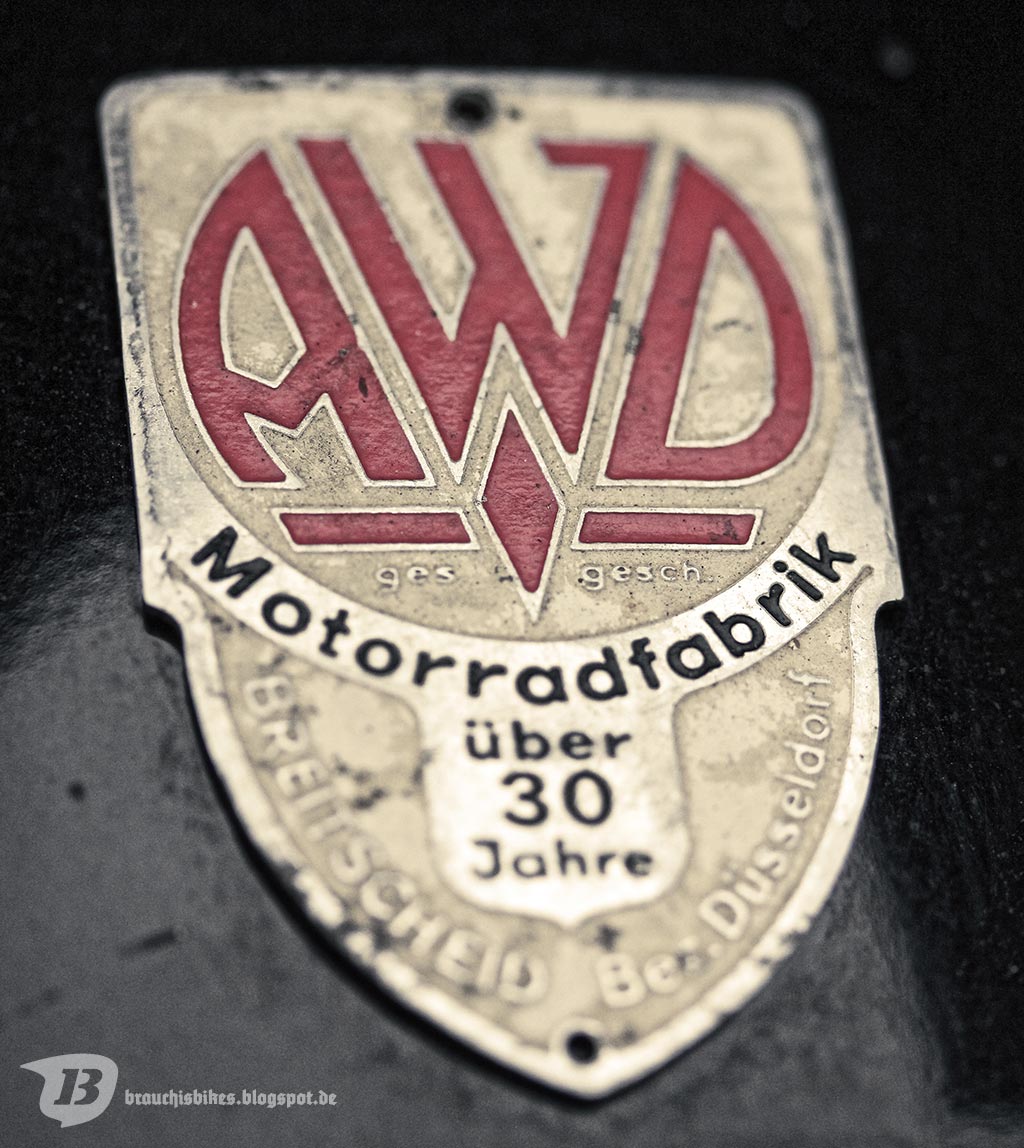 AWD
ges gesch.
Motorradfabrik
über
30
Jahre
BREITSCHEID Bez. Düsseldorf
B brauchisbikes.blogspot.de